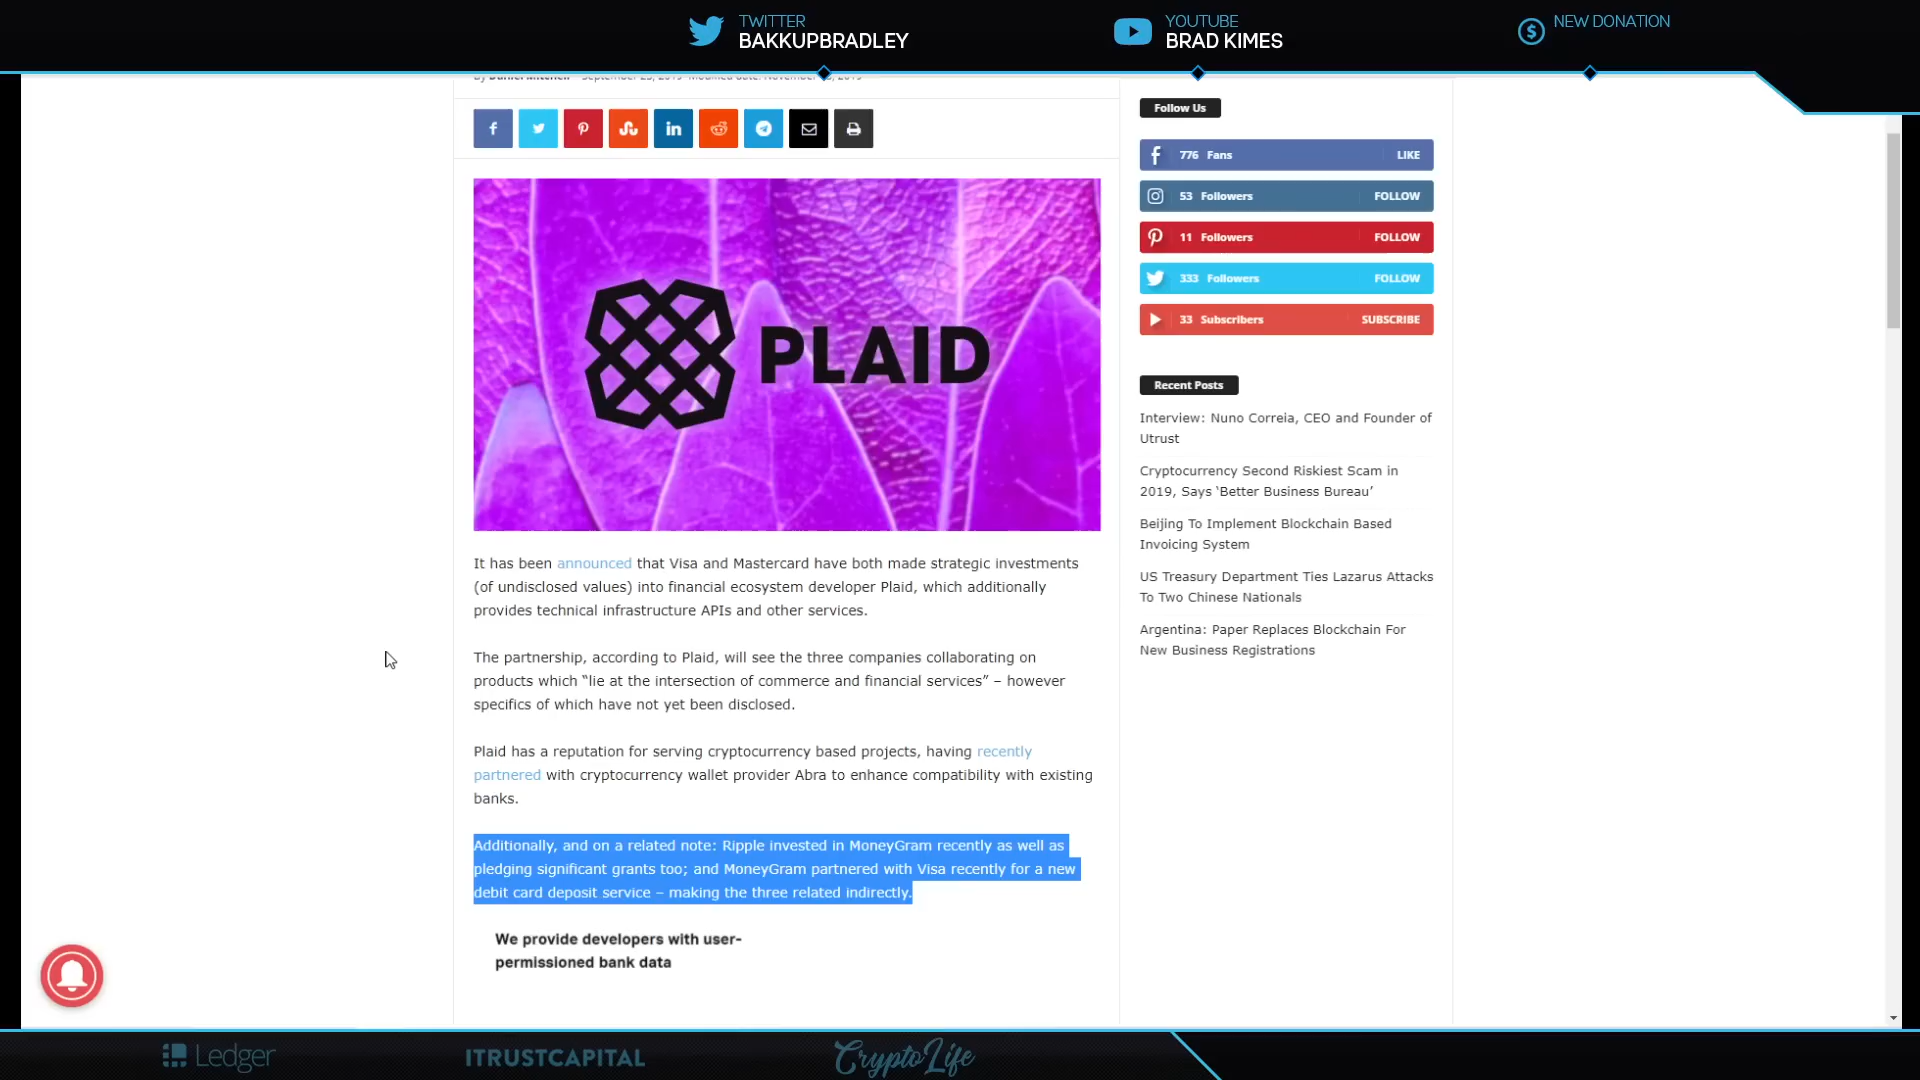 TWITTER
BAKKUPBRADLEY
YOUTUBE
BRAD KIMES
NEW DONATION
776 Fans LIKE
53 Followers FOLLOW
11 Followers FOLLOW
333 Followers FOLLOW
33 Subscribers SUBSCRIBE
Follow Us
PLAID
It has been announced that Visa and Mastercard have both made strategic investments
(of undisclosed values) into financial ecosystem developer Plaid, which additionally
provides technical infrastructure APIs and other services.
The partnership, according to Plaid, will see the three companies collaborating on
products which “lie at the intersection of commerce and financial services” – however
specifics of which have not yet been disclosed.
Plaid has a reputation for serving cryptocurrency based projects, having recently
partnered with cryptocurrency wallet provider Abra to enhance compatibility with existing
banks.
Additionally, and on a related note: Ripple invested in MoneyGram recently as well as
pledging significant grants too; and MoneyGram partnered with Visa recently for a new
debit card deposit service – making the three related indirectly.
We provide developers with user-
permissioned bank data
Recent Posts
Interview: Nuno Correia, CEO and Founder of
Utrust
Cryptocurrency Second Riskiest Scam in
2019, Says ‘Better Business Bureau’
Beijing To Implement Blockchain Based
Invoicing System
US Treasury Department Ties Lazarus Attacks
To Two Chinese Nationals
Argentina: Paper Replaces Blockchain For
New Business Registrations
Ledger
ITRUSTCAPITAL
CryptoLife